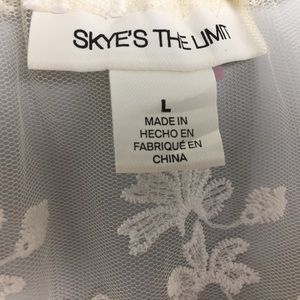 SKYE'S THE LIMIT
L
MADE IN
HECHO EN
FABRIQUÉ EN
CHINA